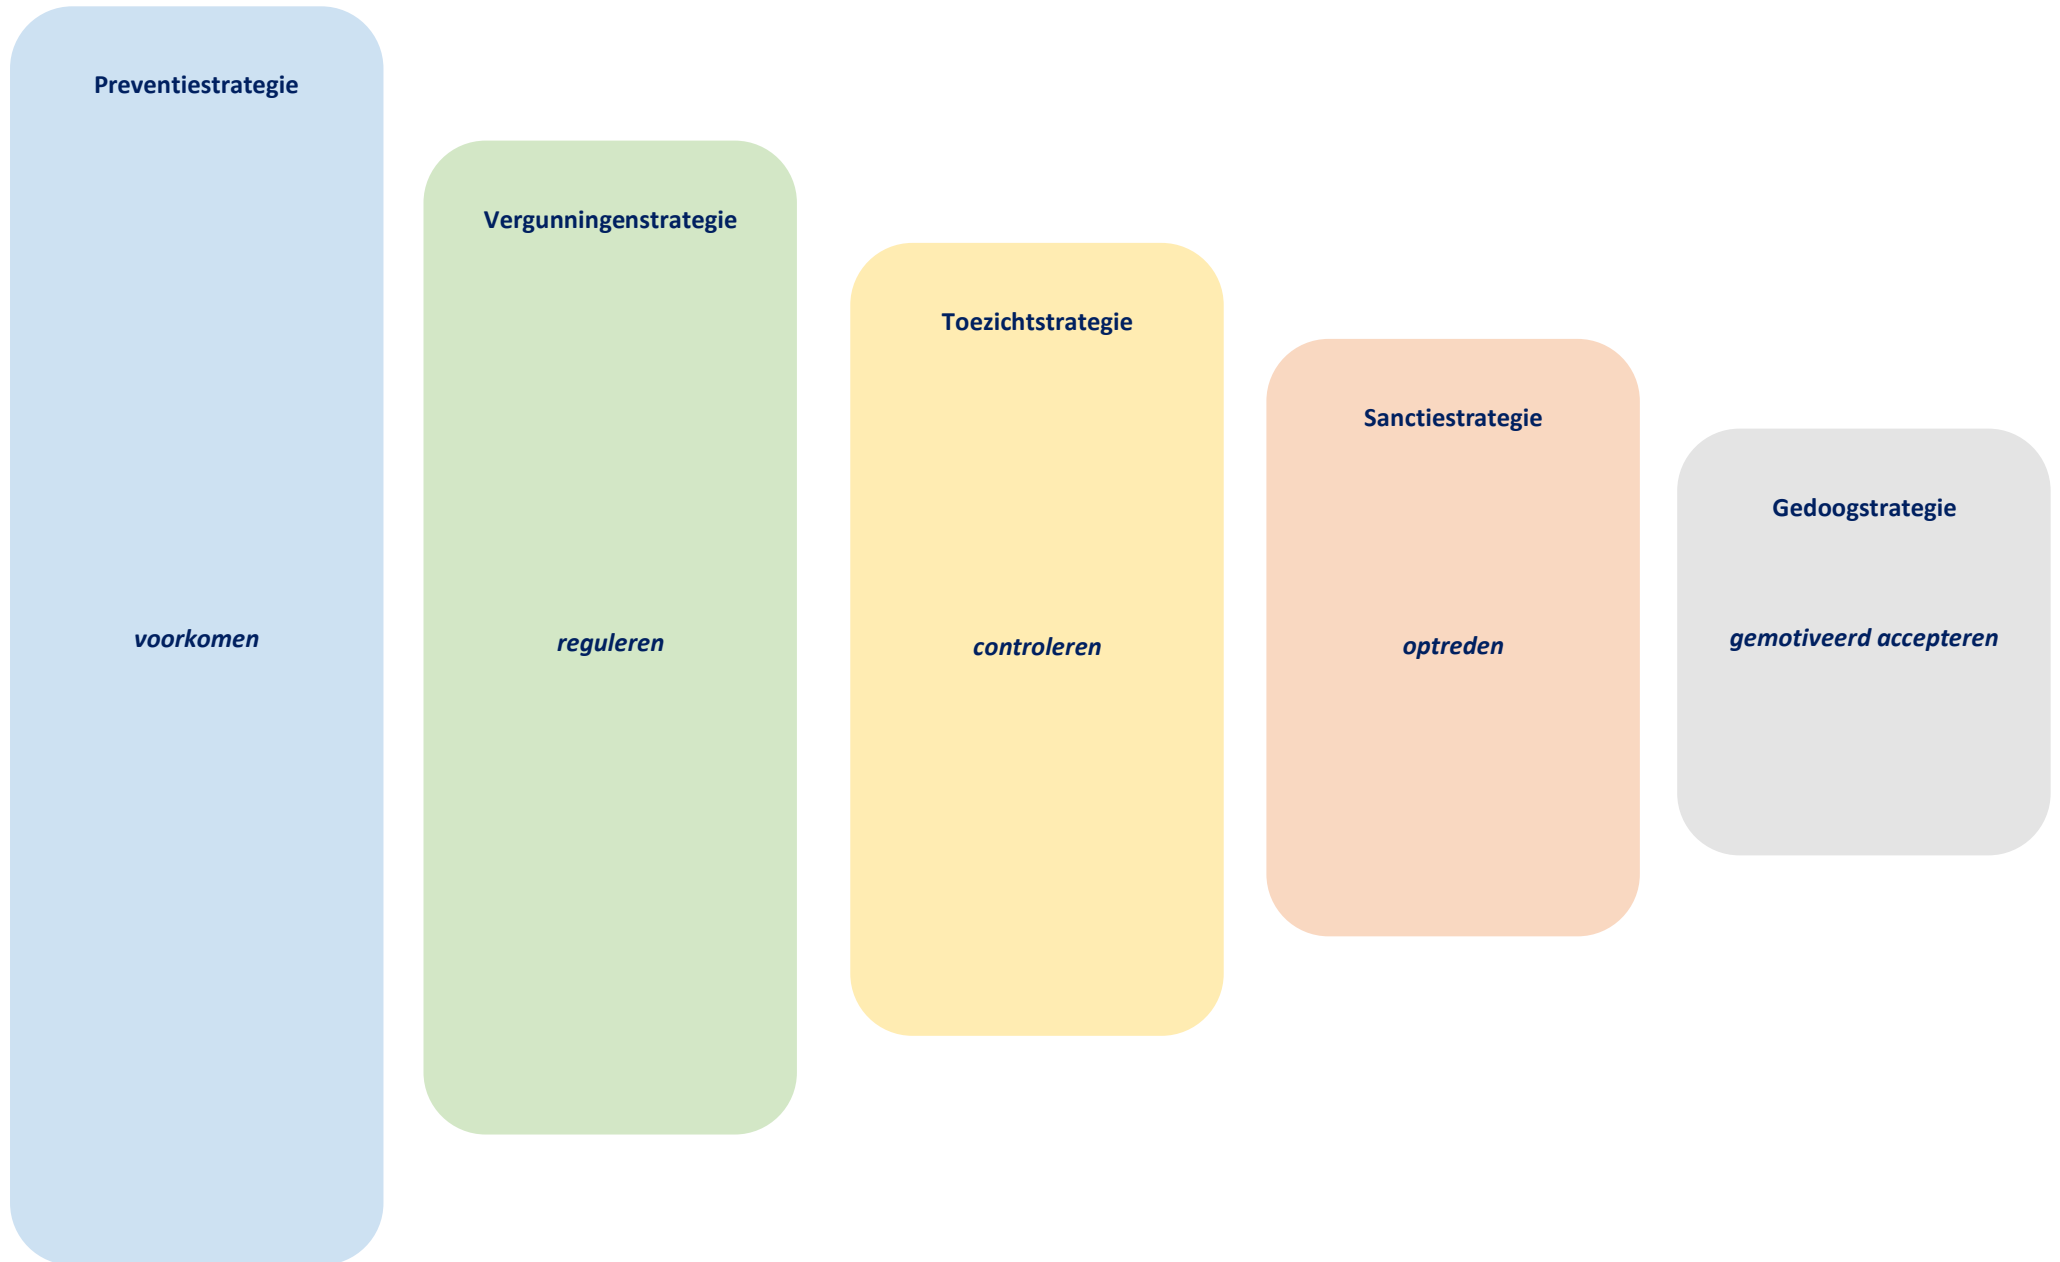 Preventiestrategie
voorkomen
Vergunningenstrategie
reguleren
Toezichtstrategie
controleren
Sanctiestrategie
optreden
Gedoogstrategie
gemotiveerd accepteren